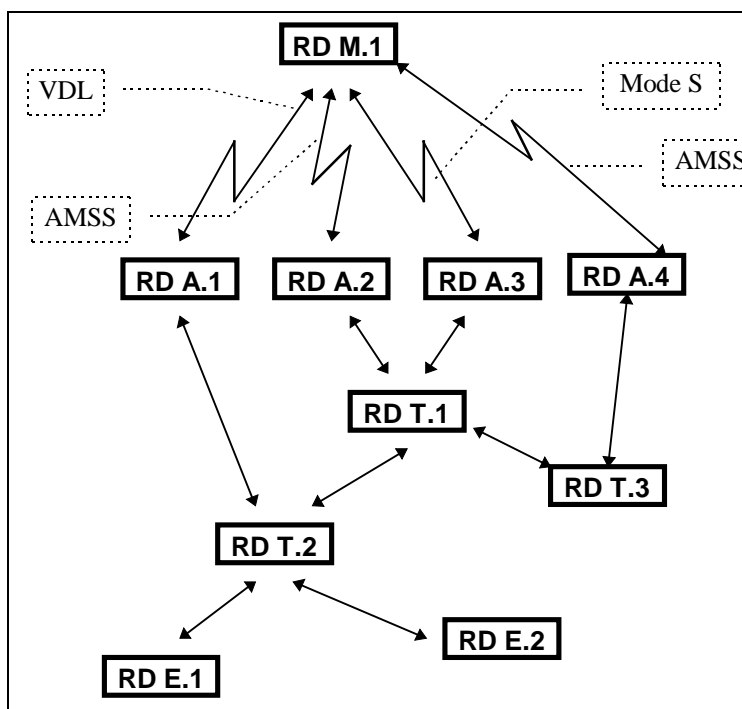 RD M.1
VDL
Mode S
AMSS
AMSS
RD A.1
RD A.2
RD A.3
RD A.4
RD T.1
RD T.3
RD T.2
RD E.2
RD E.1